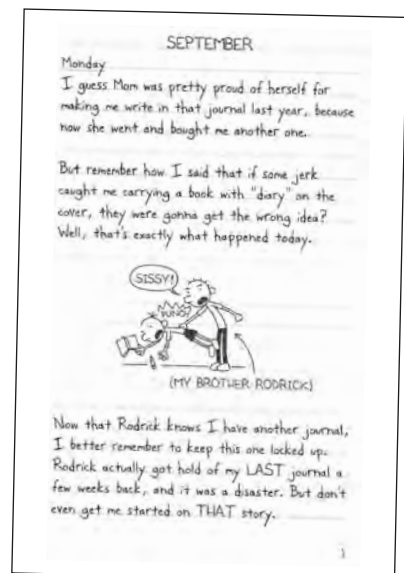 SEPTEMBER
Monday
I guess Mom was pretty proud of herself for
making me write in that journal last year, because
now she went and bought me another one.
But remember how I said that if some jerk
caught me carrying a book with "diary" on the
cover, they were gonna get the wrong idea?
Well, that's exactly what happened today.
SISSY!
(MY BROTHER RODRICK)
Now that Rodrick knows I have another journal,
I better remember to keep this one locked up.
Rodrick actually got hold of my LAST journal a
few weeks back, and it was a disaster. But don't
even get me started on THAT story.
1